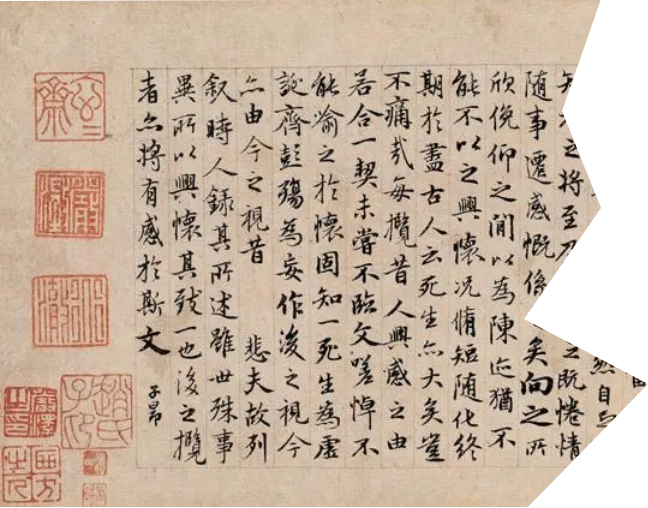 然自
知老之將至及 之既惓情
隨事遷感慨係 矣向之所
欣俛仰之間以為陳迹猶不
能不以之興懷況脩短隨化終
期於盡古人云死生亦大矣豈
不痛哉每攬昔人興感之由
若合一契未嘗不臨文嗟悼不
能喻之於懷固知一死生為虛
誕齊彭殤為妄作後之視今
亦由今之視昔 悲夫故列
叙時人錄其所述雖世殊事
異所以興懷其致一也後之攬
者亦將有感於斯文
子昂
趙氏子昂